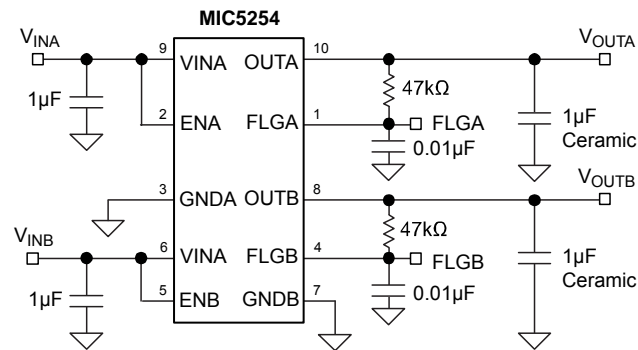 MIC5254
VINA
VOUTA
9
VINA
OUTA
10
1µF
47kΩ
2
ENA
FLGA
1
FLGA
0.01µF
1µF
Ceramic
3
GNDA
OUTB
8
VOUTB
VINB
47kΩ
6
VINA
FLGB
4
FLGB
1µF
5
ENB
GNDB
7
0.01µF
1µF
Ceramic